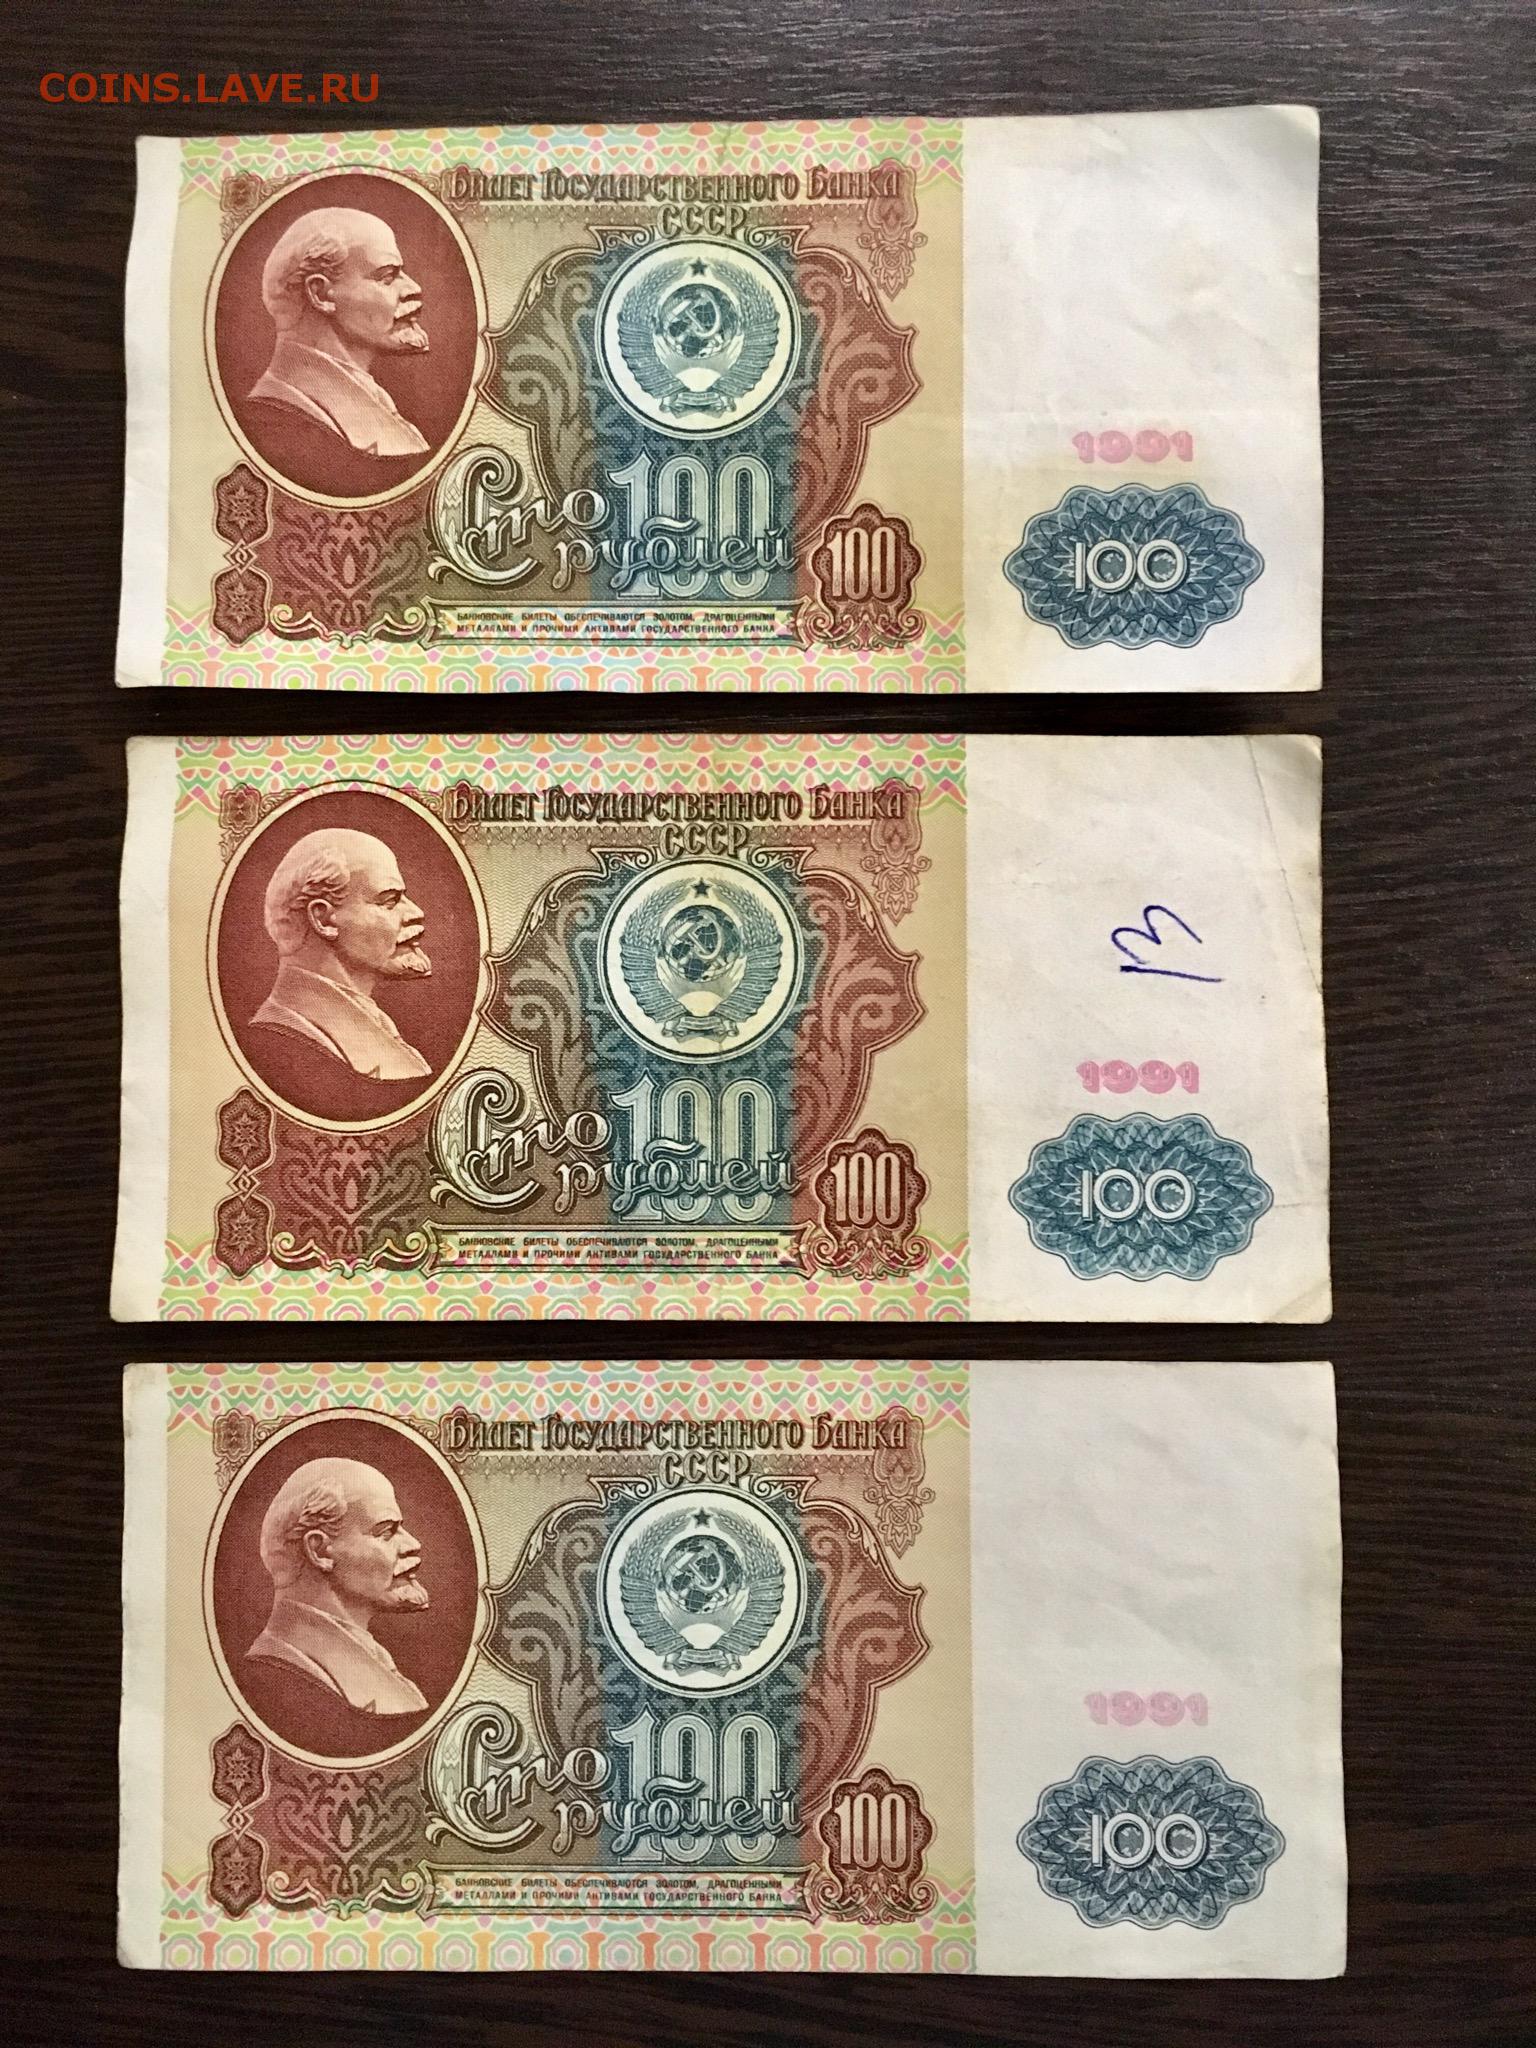 COINS.LAVE.RU
Билет Государственного Банка
СССР
1991
100
Сто
рублей
100
100
БАНКОВСКИЕ БИЛЕТЫ ОБЕСПЕЧИВАЮТСЯ ЗОЛОТОМ, ДРАГОЦЕННЫМИ
МЕТАЛЛАМИ И ПРОЧИМИ АКТИВАМИ ГОСУДАРСТВЕННОГО БАНКА
Билет Государственного Банка
СССР
1991
100
Сто
рублей
100
100
БАНКОВСКИЕ БИЛЕТЫ ОБЕСПЕЧИВАЮТСЯ ЗОЛОТОМ, ДРАГОЦЕННЫМИ
МЕТАЛЛАМИ И ПРОЧИМИ АКТИВАМИ ГОСУДАРСТВЕННОГО БАНКА
Билет Государственного Банка
СССР
1991
100
Сто
рублей
100
100
БАНКОВСКИЕ БИЛЕТЫ ОБЕСПЕЧИВАЮТСЯ ЗОЛОТОМ, ДРАГОЦЕННЫМИ
МЕТАЛЛАМИ И ПРОЧИМИ АКТИВАМИ ГОСУДАРСТВЕННОГО БАНКА